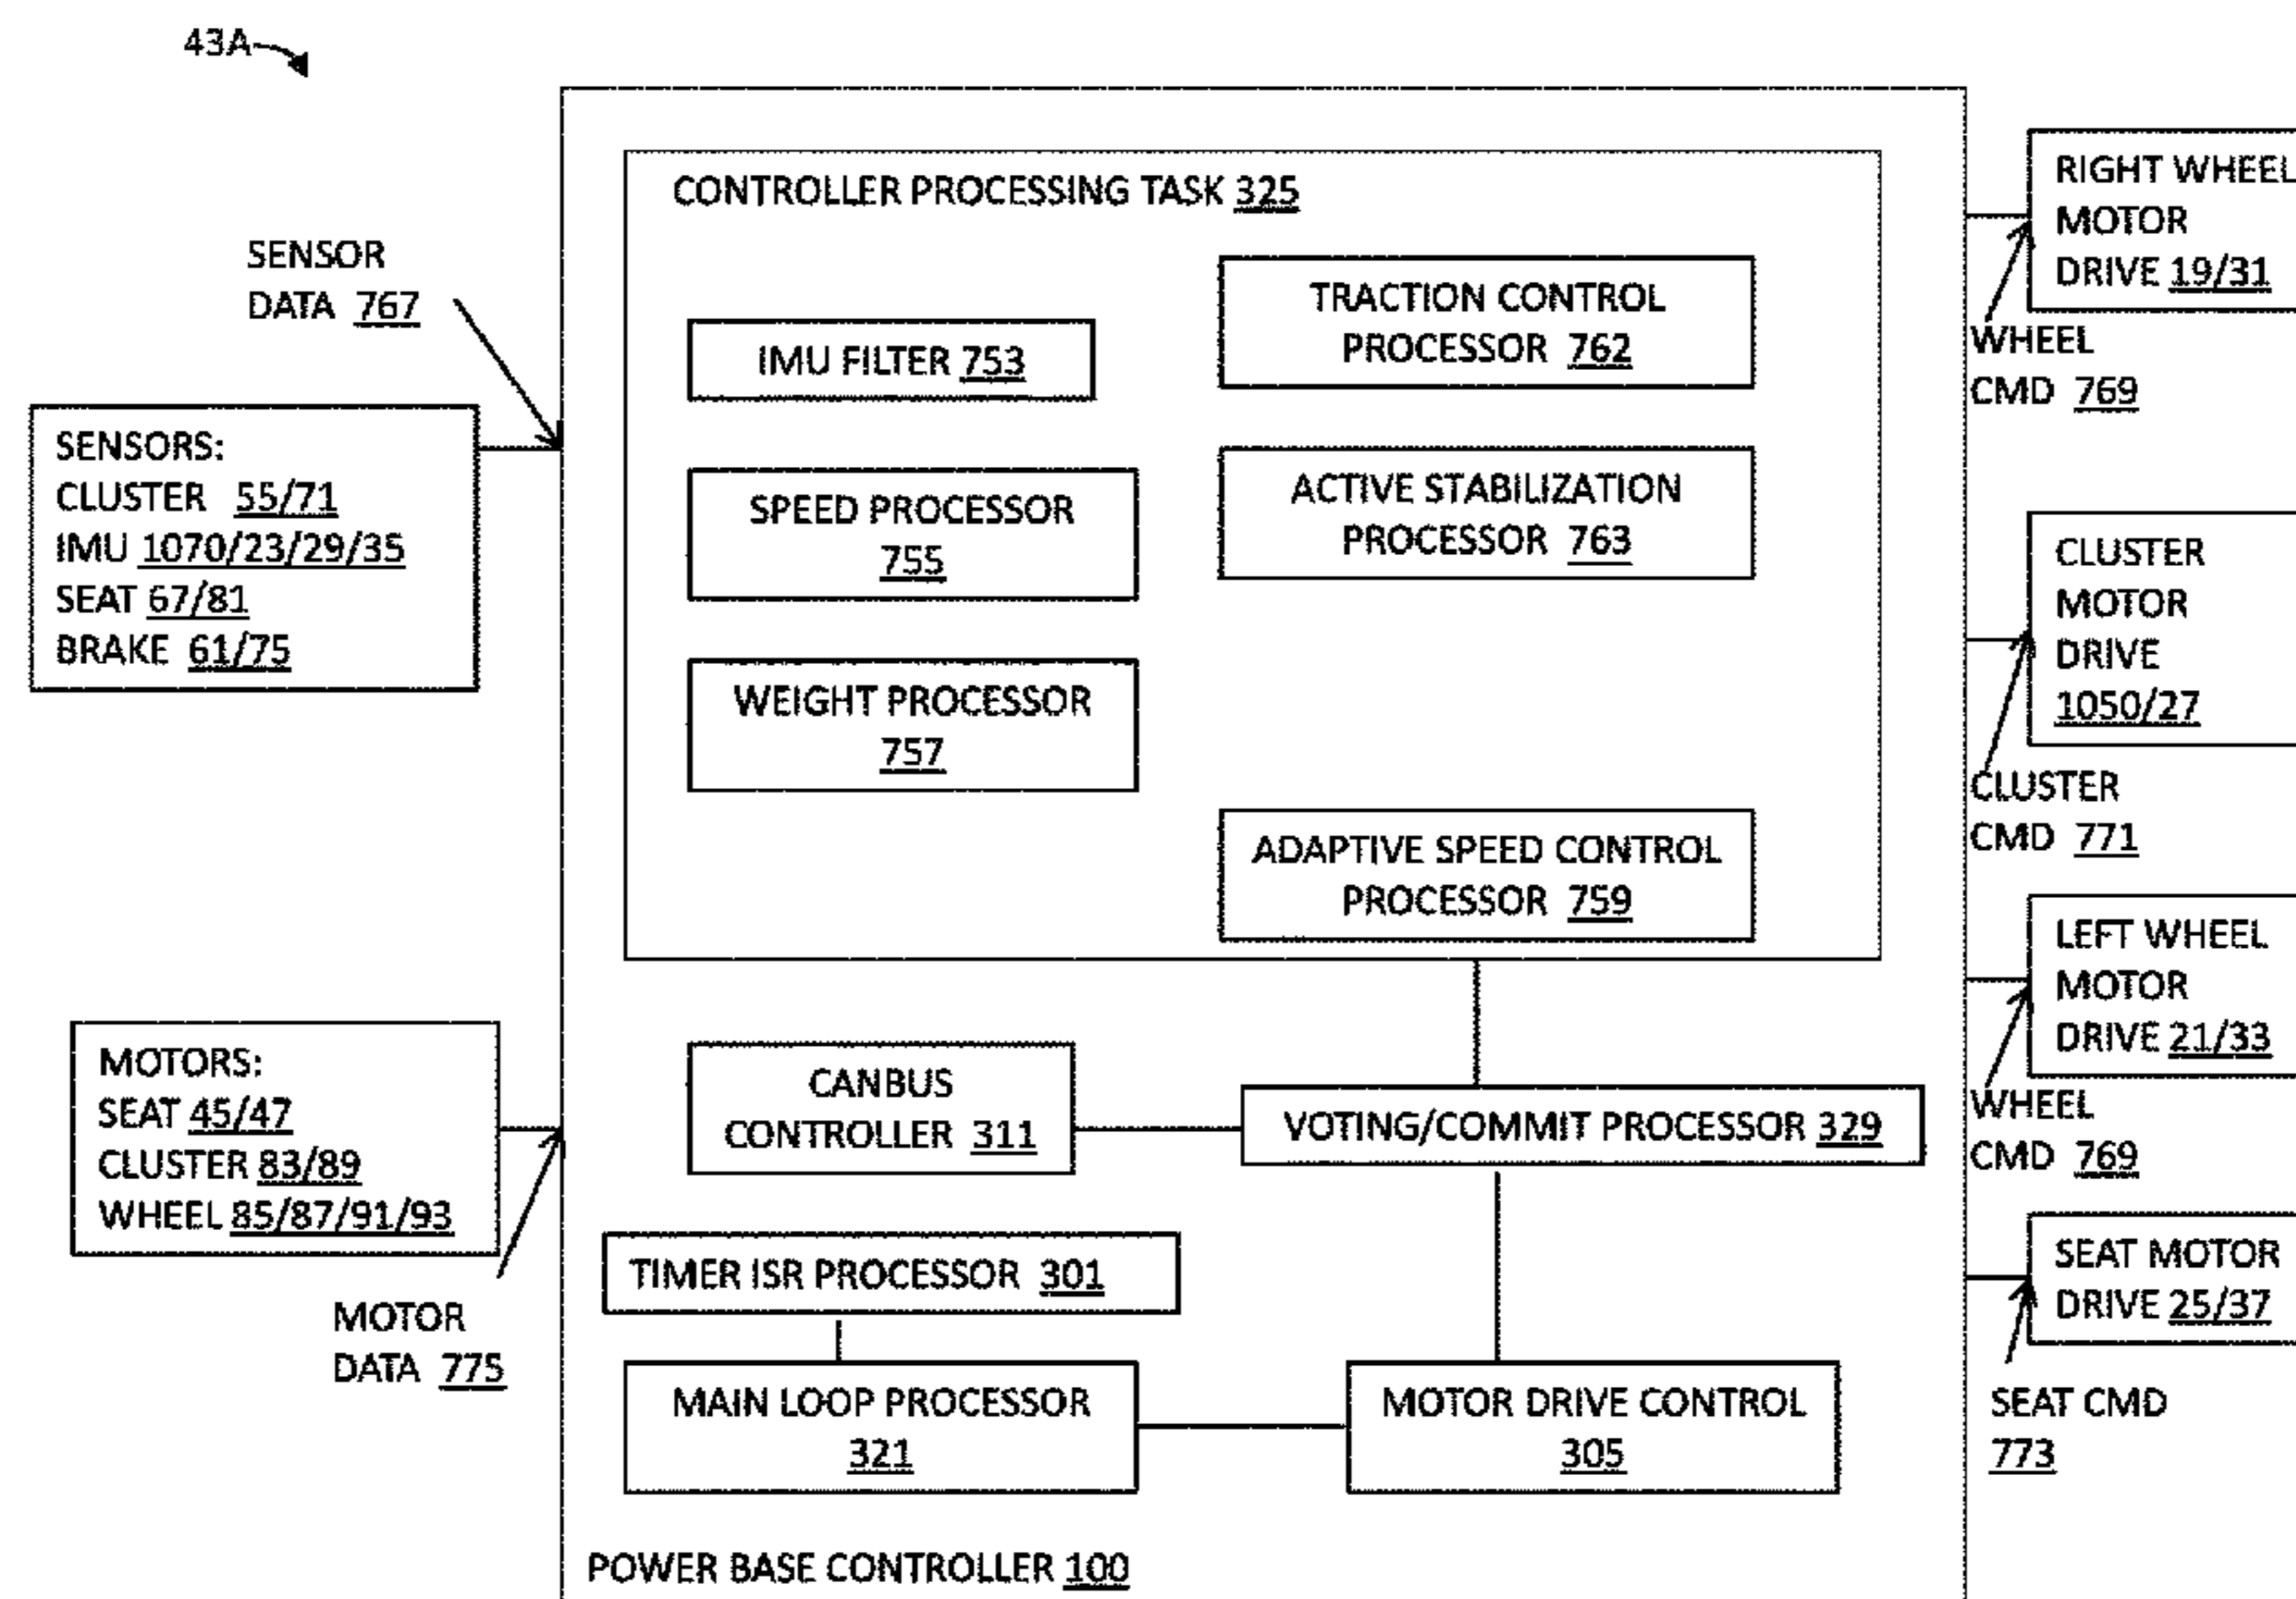 43A
CONTROLLER PROCESSING TASK 325
SENSOR
DATA 767
IMU FILTER 753
SPEED PROCESSOR
755
WEIGHT PROCESSOR
757
TRACTION CONTROL
PROCESSOR 762
ACTIVE STABILIZATION
PROCESSOR 763
ADAPTIVE SPEED CONTROL
PROCESSOR 759
SENSORS:
CLUSTER 55/71
IMU 1070/23/29/35
SEAT 67/81
BRAKE 61/75
MOTORS:
SEAT 45/47
CLUSTER 83/89
WHEEL 85/87/91/93
MOTOR
DATA 775
CANBUS
CONTROLLER 311
VOTING/COMMIT PROCESSOR 329
TIMER ISR PROCESSOR 301
MAIN LOOP PROCESSOR
321
MOTOR DRIVE CONTROL
305
POWER BASE CONTROLLER 100
RIGHT WHEEL
MOTOR
DRIVE 19/31
WHEEL
CMD 769
CLUSTER
MOTOR
DRIVE
1050/27
CLUSTER
CMD 771
LEFT WHEEL
MOTOR
DRIVE 21/33
WHEEL
CMD 769
SEAT MOTOR
DRIVE 25/37
SEAT CMD
773